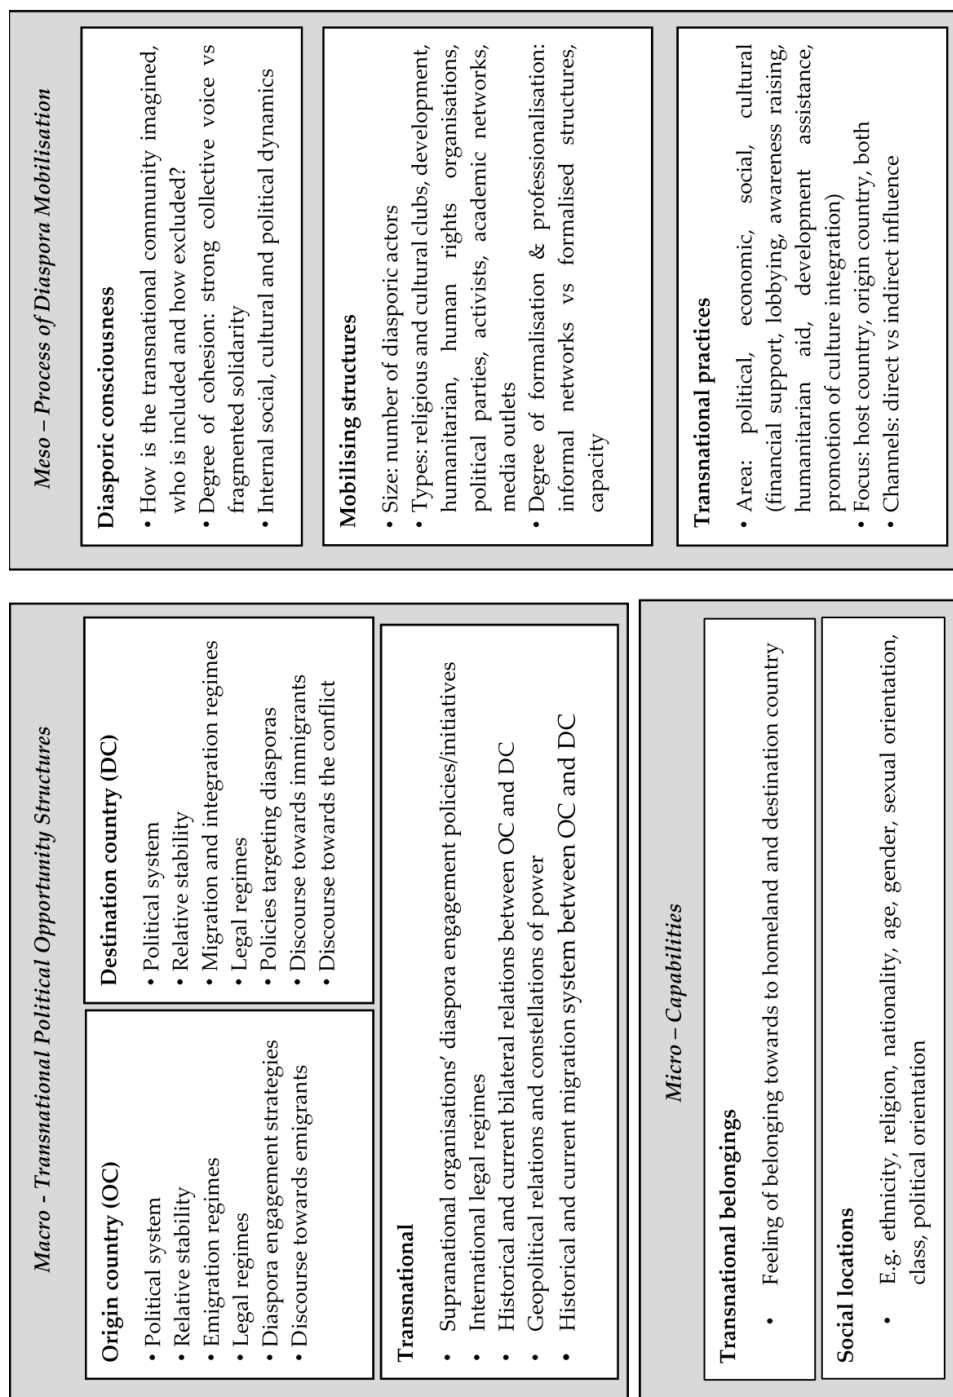 Macro - Transnational Political Opportunity Structures
Origin country (OC)
• Political system
• Relative stability
• Emigration regimes
• Legal regimes
• Diaspora engagement strategies
• Discourse towards emigrants
Destination country (DC)
• Political system
• Relative stability
• Migration and integration regimes
• Legal regimes
• Policies targeting diasporas
• Discourse towards immigrants
• Discourse towards the conflict
Transnational
• Supranational organisations’ diaspora engagement policies/initiatives
• International legal regimes
• Historical and current bilateral relations between OC and DC
• Geopolitical relations and constellations of power
• Historical and current migration system between OC and DC
Micro – Capabilities
Transnational belongings
• Feeling of belonging towards to homeland and destination country
Social locations
• E.g. ethnicity, religion, nationality, age, gender, sexual orientation,
class, political orientation
Meso – Process of Diaspora Mobilisation
Diasporic consciousness
• How is the transnational community imagined,
who is included and how excluded?
• Degree of cohesion: strong collective voice vs
fragmented solidarity
• Internal social, cultural and political dynamics
Mobilising structures
• Size: number of diasporic actors
• Types: religious and cultural clubs, development,
humanitarian, human rights organisations,
political parties, activists, academic networks,
media outlets
• Degree of formalisation & professionalisation:
informal networks vs formalised structures,
capacity
Transnational practices
• Area: political, economic, social, cultural
(financial support, lobbying, awareness raising,
humanitarian aid, development assistance,
promotion of culture integration)
• Focus: host country, origin country, both
• Channels: direct vs indirect influence